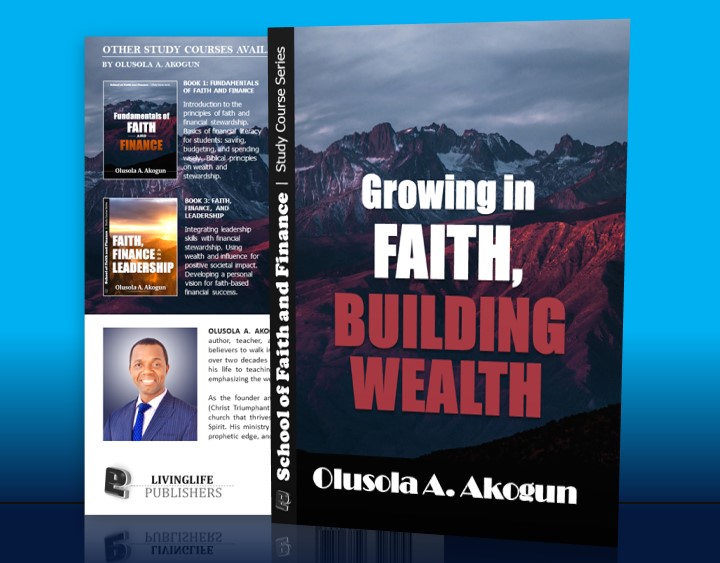 OTHER STUDY COURSES AVAIL
BY OLUSOLA A. AKOGUN
Fundamentals of
FAITH
AND
FINANCE
Olusola A. Akogun
BOOK 1: FUNDAMENTALS
OF FAITH AND FINANCE
Introduction to the
principles of faith and
financial stewardship.
Basics of financial literacy
for students: saving,
budgeting, and spending
wisely. Biblical principles
on wealth and
stewardship.
FAITH,
FINANCE
LEADERSHIP
Olusola A. Akogun
BOOK 3: FAITH,
FINANCE, AND
LEADERSHIP
Integrating leadership
skills with financial
stewardship. Using
wealth and influence for
positive societal impact.
Developing a personal
vision for faith-based
financial success.
OLUSOLA A. AKO
author, teacher,
believers to walk
over two decades
his life to teachin
emphasizing the
As the founder
(Christ Triumphant
church that thrives
Spirit. His ministry
prophetic edge,
LIVINGLIFE
PUBLISHERS
School of Faith and Finance | Study Course Series
Growing in
FAITH,
BUILDING
WEALTH
Olusola A. Akogun